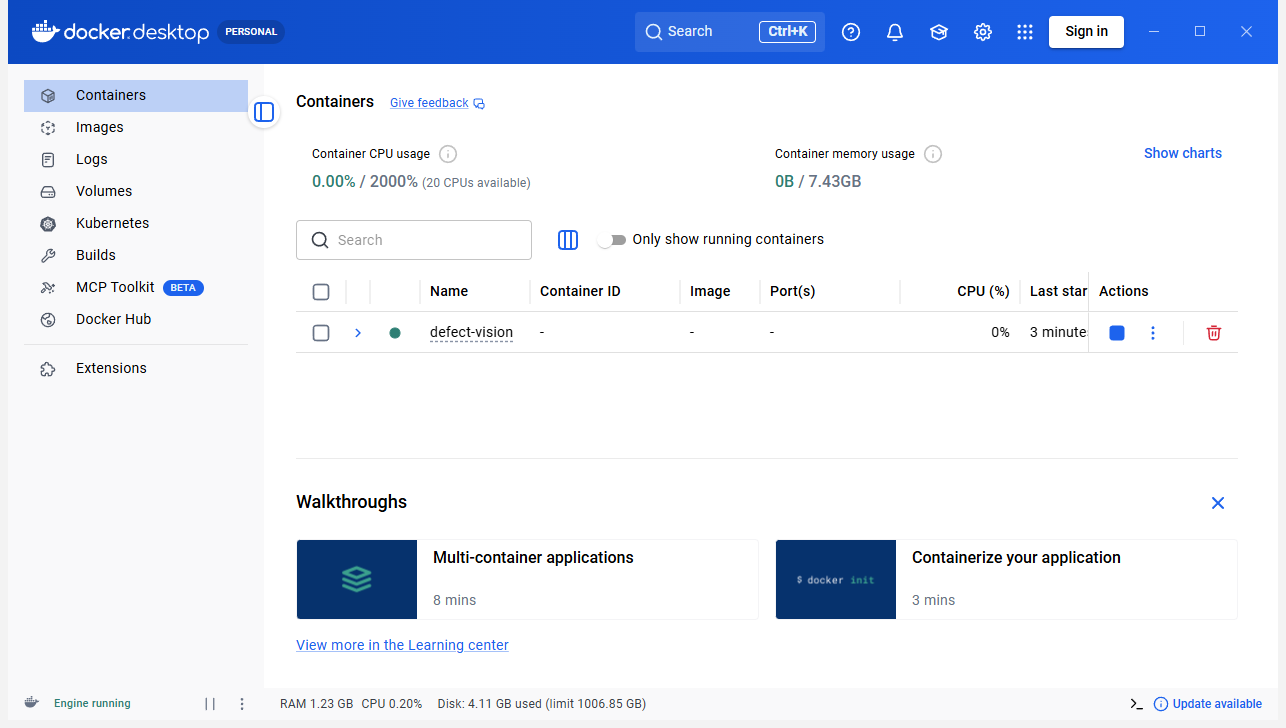 docker.desktop PERSONAL Search Ctrl+K Sign in
Containers
Images
Logs
Volumes
Kubernetes
Builds
MCP Toolkit BETA
Docker Hub
Extensions
Containers Give feedback
Container CPU usage
0.00% / 2000% (20 CPUs available)
Container memory usage
0B / 7.43GB
Show charts
Search
Only show running containers
Name Container ID Image Port(s) CPU (%) Last star Actions
defect-vision - - - 0% 3 minute
Walkthroughs
Multi-container applications
8 mins
$ docker init
Containerize your application
3 mins
View more in the Learning center
Engine running RAM 1.23 GB CPU 0.20% Disk: 4.11 GB used (limit 1006.85 GB) Update available